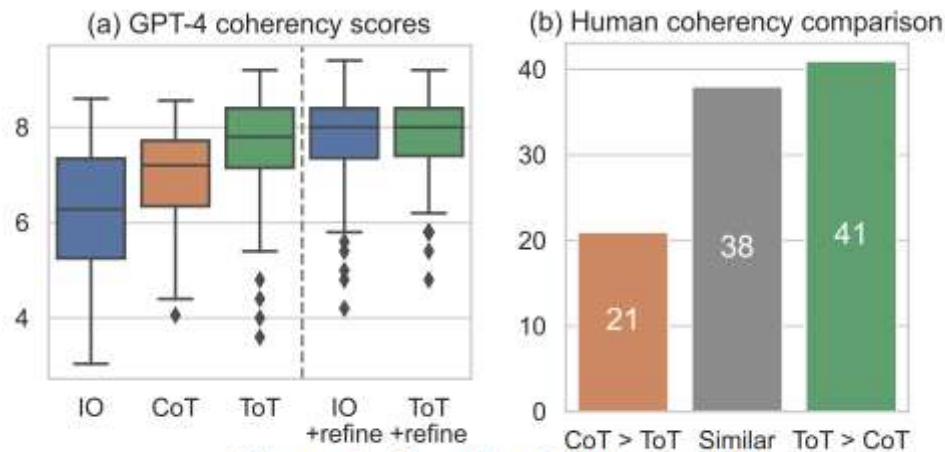 (a) GPT-4 coherency scores
8
6
4
IO CoT ToT IO ToT
+refine +refine
(b) Human coherency comparison
40
30
20
10
0
21
38
41
CoT > ToT Similar ToT > CoT